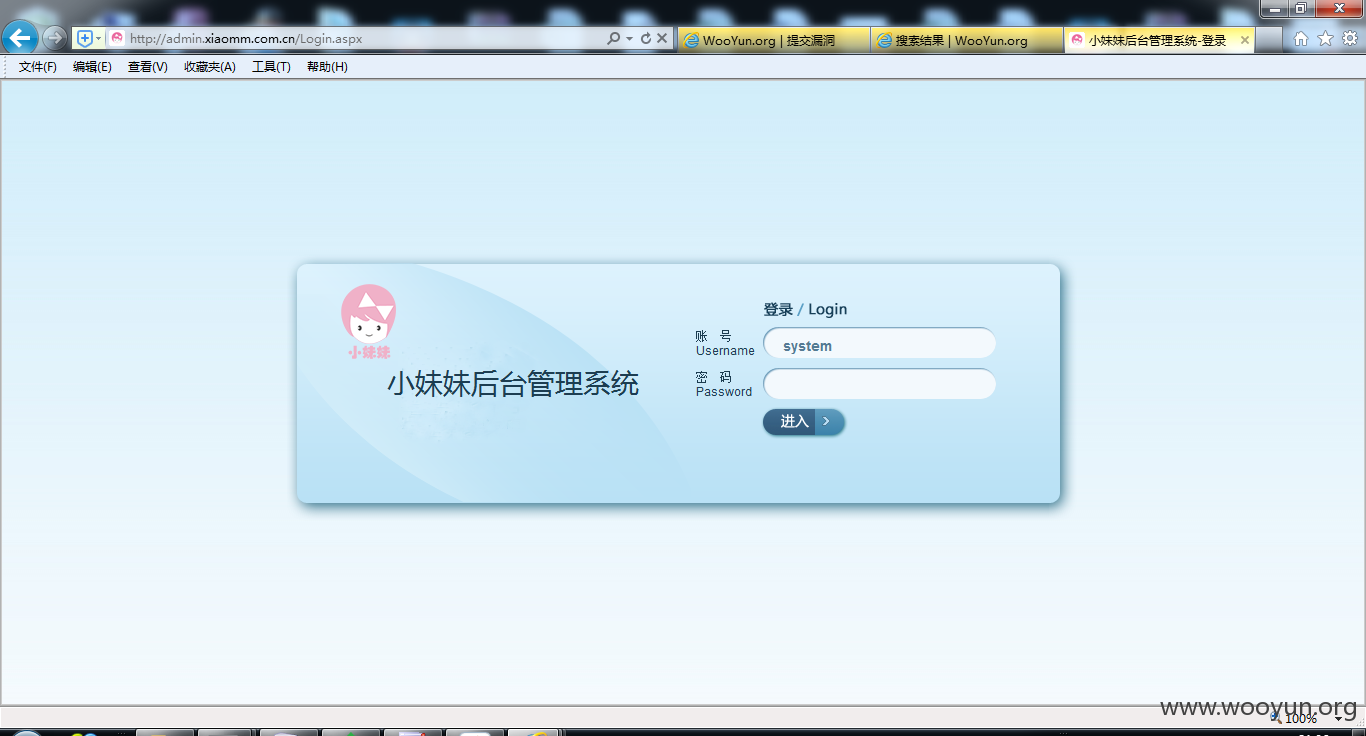 http://admin.xiaomm.com.cn/Login.aspx
WooYun.org | 提交漏洞
搜索结果 | WooYun.org
小妹妹后台管理系统-登录
文件(F) 编辑(E) 查看(V) 收藏夹(A) 工具(T) 帮助(H)
小妹妹
小妹妹后台管理系统
登录 / Login
账 号
Username
system
密 码
Password
进入 >
www.wooyun.org
100%